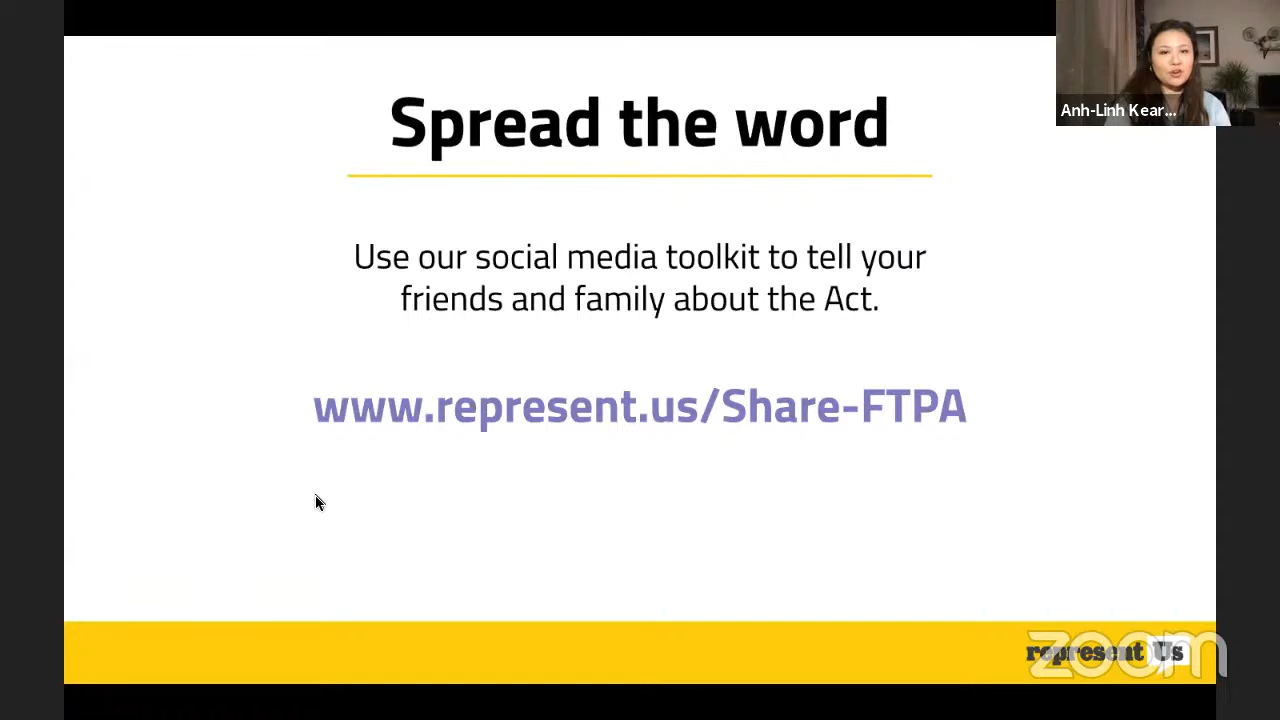 Spread the word
Anh-Linh Kear...
Use our social media toolkit to tell your
friends and family about the Act.
www.represent.us/Share-FTPA
represent Us
zoom